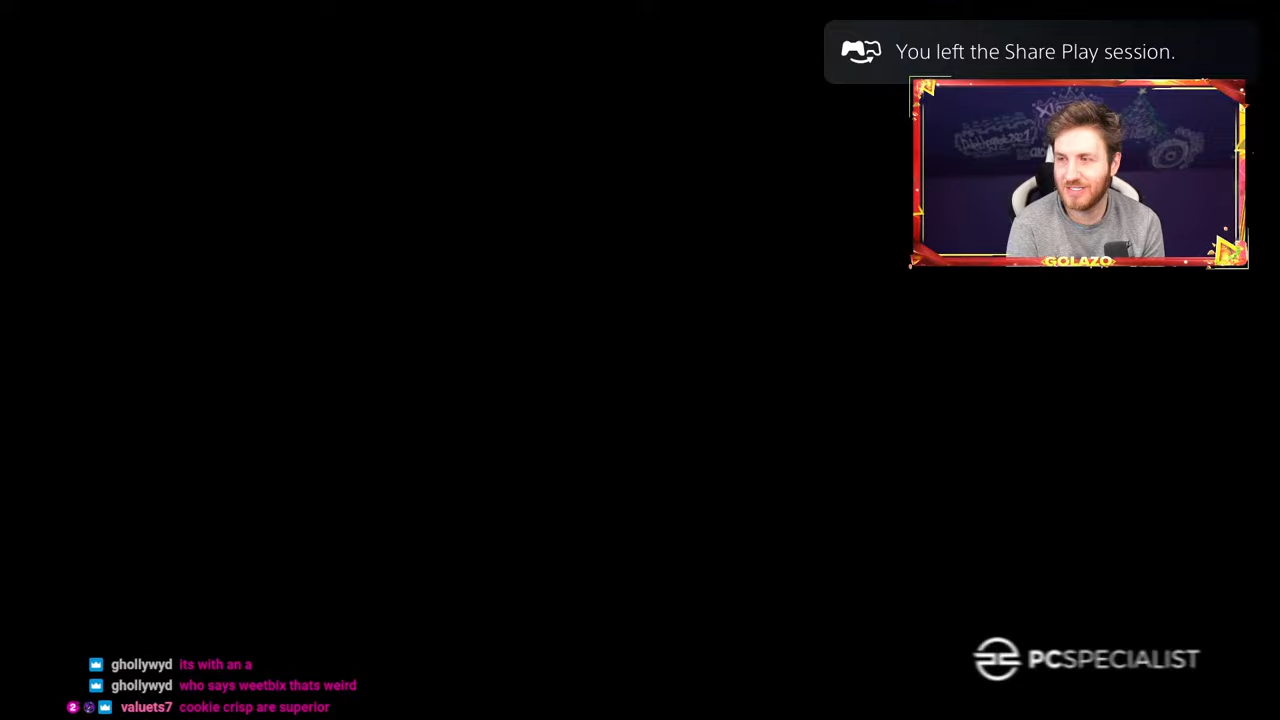 You left the Share Play session.
GOLAZO
ghollywyd its with an a
ghollywyd who says weetbix thats weird
2 valuets7 cookie crisp are superior
PCSPECIALIST